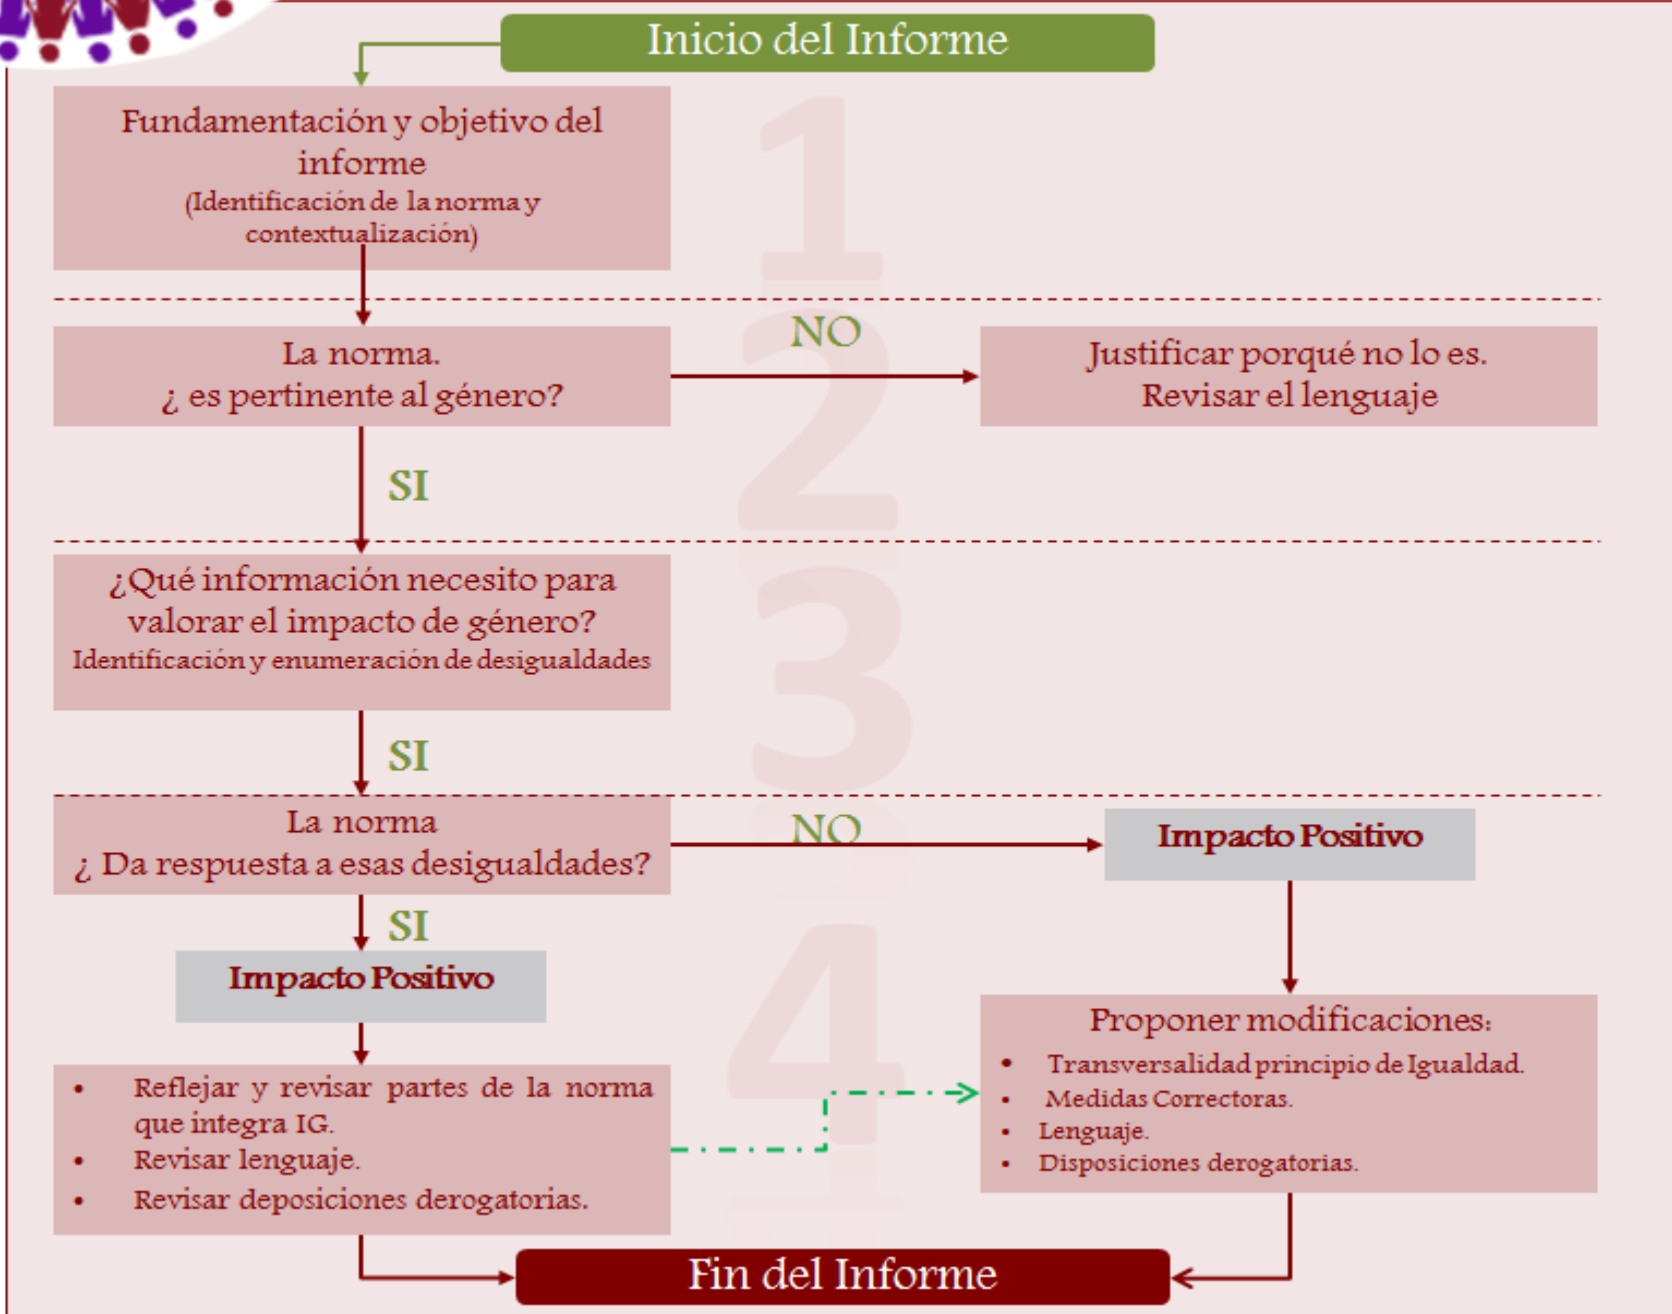 Inicio del Informe
Fundamentación y objetivo del
informe
(Identificación de la norma y
contextualización)
1
La norma.
¿ es pertinente al género?
NO
Justificar porqué no lo es.
Revisar el lenguaje
2
SI
¿Qué información necesito para
valorar el impacto de género?
Identificación y enumeración de desigualdades
3
SI
La norma
¿ Da respuesta a esas desigualdades?
NO
Impacto Positivo
SI
Impacto Positivo
4
• Reflejar y revisar partes de la norma
que integra IG.
• Revisar lenguaje.
• Revisar deposiciones derogatorias.
Proponer modificaciones:
• Transversalidad principio de Igualdad.
• Medidas Correctoras.
• Lenguaje.
• Disposiciones derogatorias.
Fin del Informe